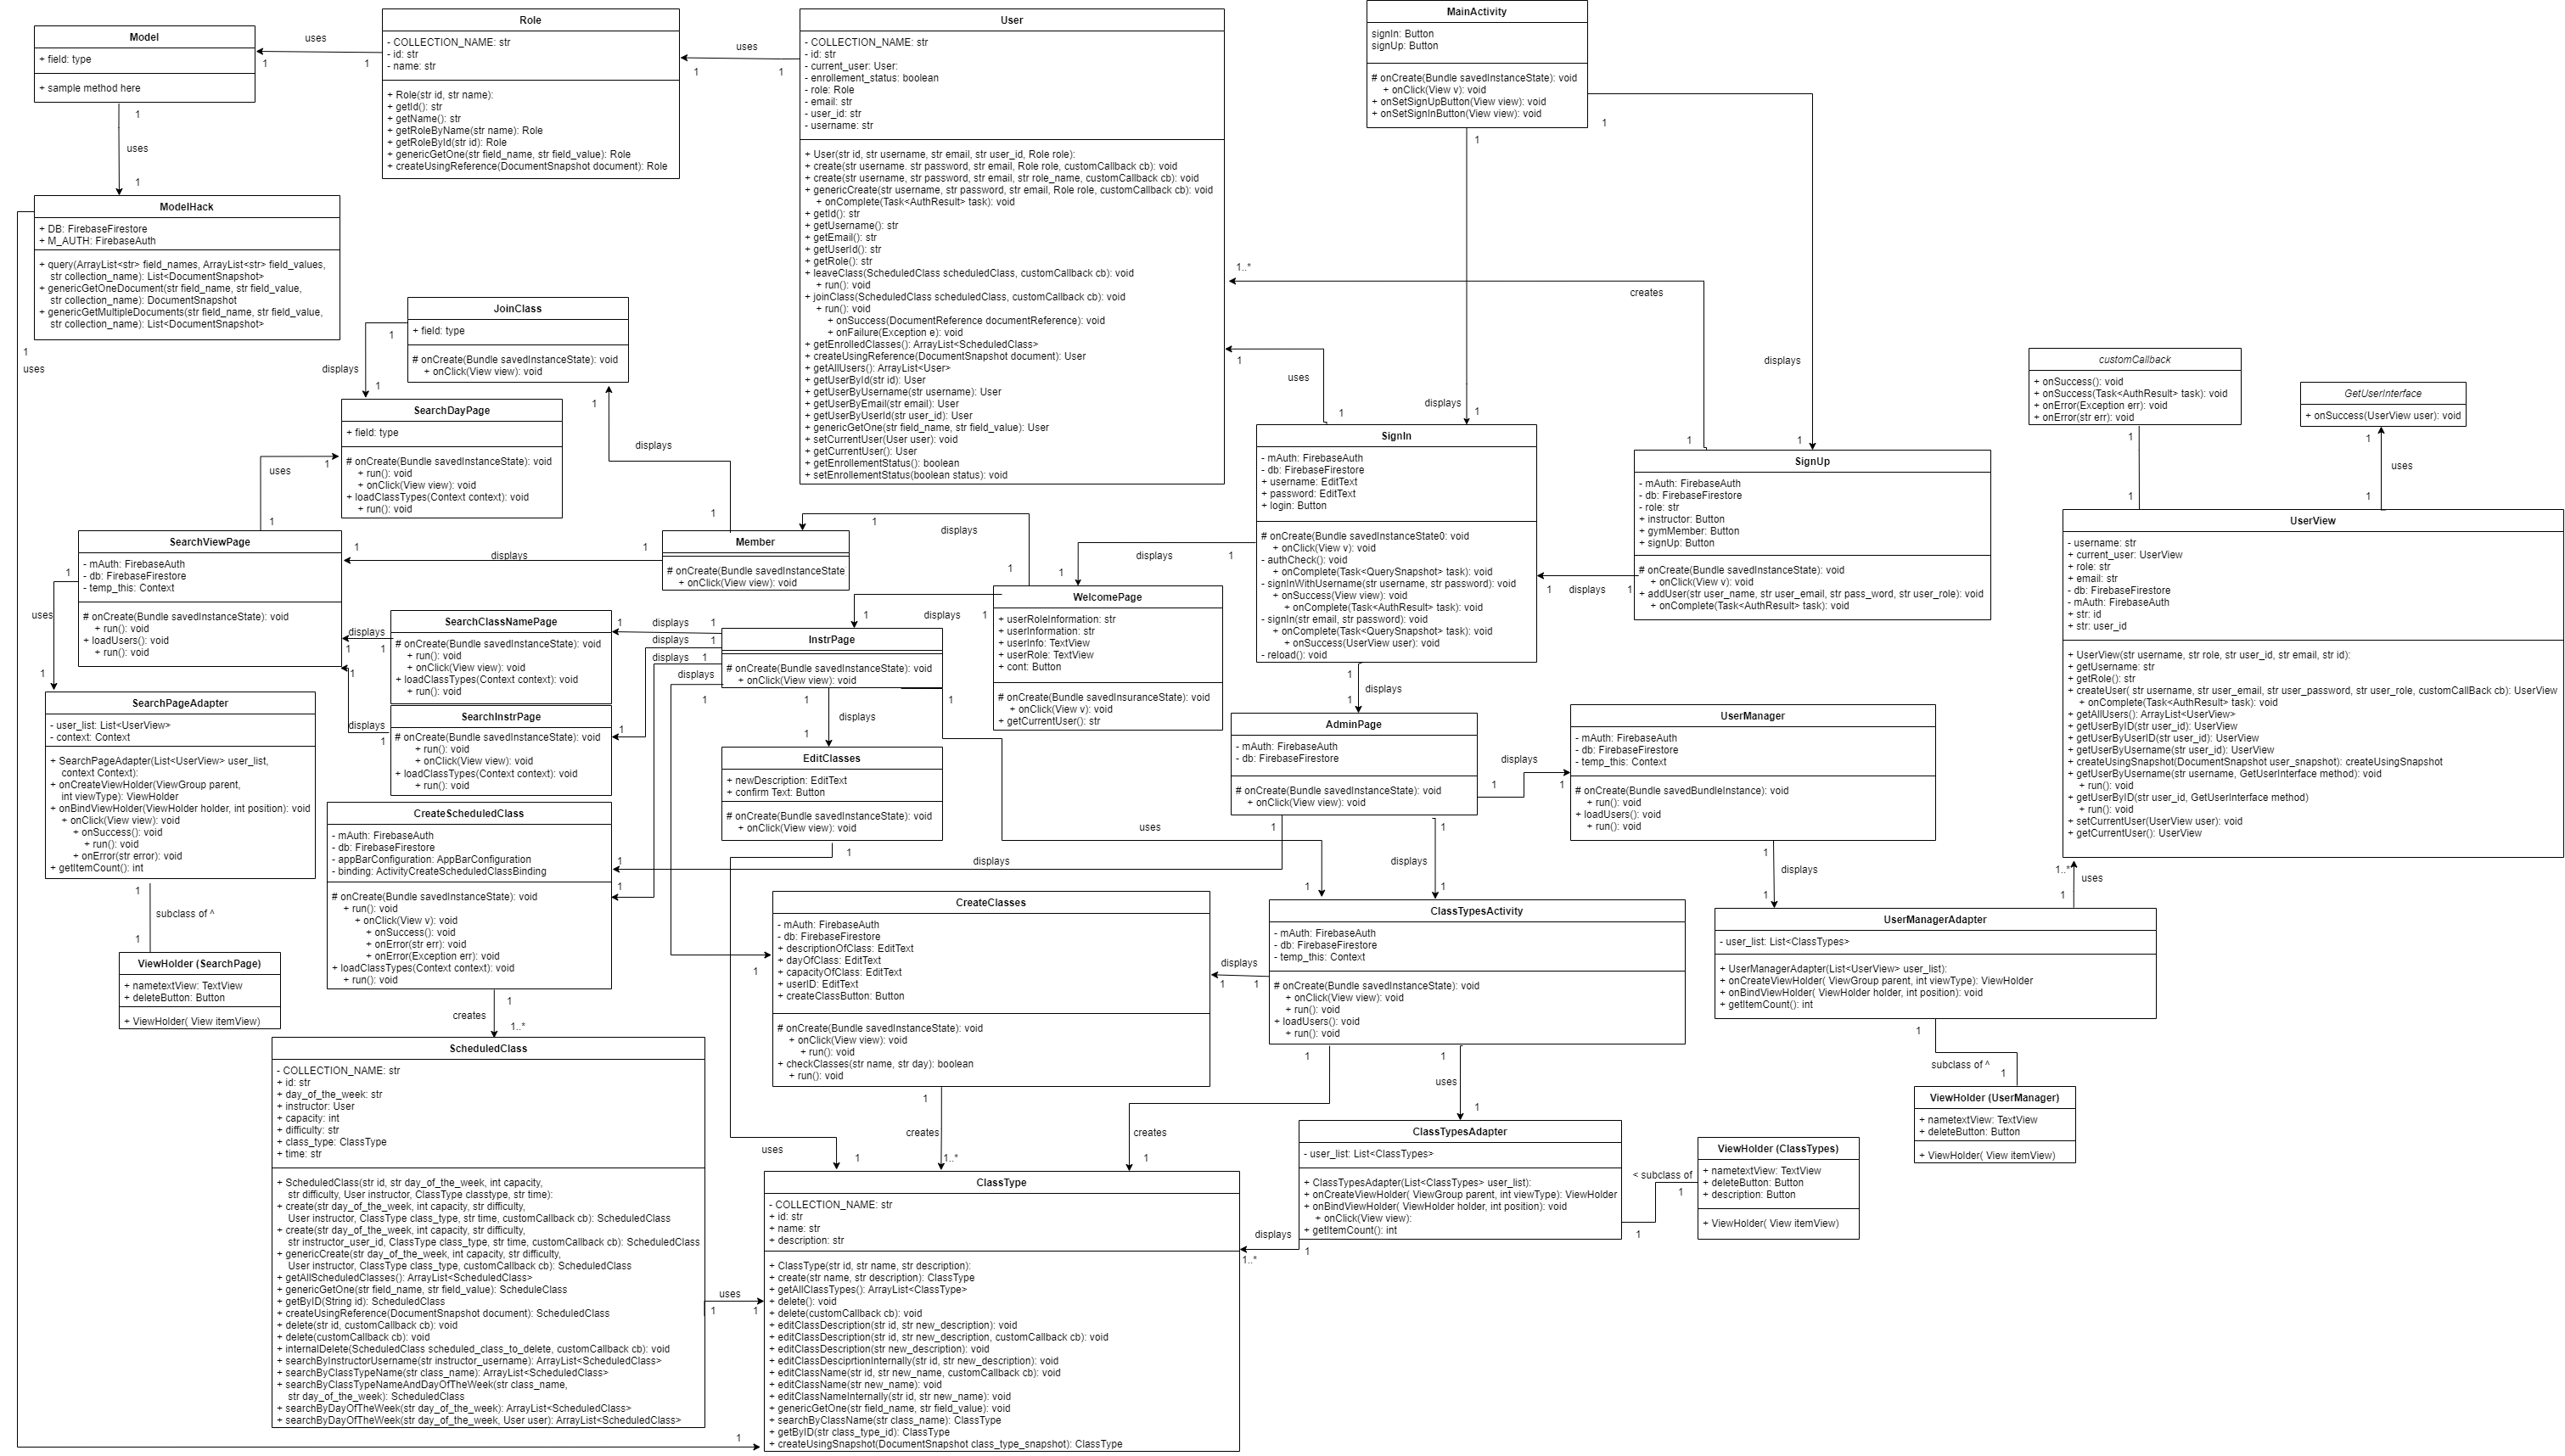 Model
+ field: type
+ sample method here
uses
1
1
Role
- COLLECTION_NAME: str
- id: str
- name: str
+ Role(str id, str name):
+ getId(): str
+ getName(): str
+ getRoleByName(str name): Role
+ getRoleById(str id): Role
+ genericGetOne(str field_name, str field_value): Role
+ createUsingReference(DocumentSnapshot document): Role
uses
1
1
User
- COLLECTION_NAME: str
- id: str
- current_user: User:
- enrollement_status: boolean
- role: Role
- email: str
- user_id: str
- username: str
+ User(str id, str username, str email, str user_id, Role role):
+ create(str username. str password, str email, Role role, customCallback cb): void
+ create(str username, str password, str email, str role_name, customCallback cb): void
+ genericCreate(str username, str password, str email, Role role, customCallback cb): void
+ onComplete(Task<AuthResult> task): void
+ getId(): str
+ getUsername(): str
+ getEmail(): str
+ getUserId(): str
+ getRole(): str
+ leaveClass(ScheduledClass scheduledClass, customCallback cb): void
+ run(): void
+ joinClass(ScheduledClass scheduledClass, customCallback cb): void
+ run(): void
+ onSuccess(DocumentReference documentReference): void
+ onFailure(Exception e): void
+ getEnrolledClasses(): ArrayList<ScheduledClass>
+ createUsingReference(DocumentSnapshot document): User
+ getAllUsers(): ArrayList<User>
+ getUserById(str id): User
+ getUserByUsername(str username): User
+ getUserByEmail(str email): User
+ getUserByUserId(str user_id): User
+ genericGetOne(str field_name, str field_value): User
+ setCurrentUser(User user): void
+ getCurrentUser(): User
+ getEnrollementStatus(): boolean
+ setEnrollementStatus(boolean status): void
MainActivity
signIn: Button
signUp: Button
# onCreate(Bundle savedInstanceState): void
+ onClick(View v): void
+ onSetSignUpButton(View view): void
+ onSetSignInButton(View view): void
1
1
displays
1
displays
1
1
uses
1
ModelHack
+ DB: FirebaseFirestore
+ M_AUTH: FirebaseAuth
+ query(ArrayList<str> field_names, ArrayList<str> field_values,
str collection_name): List<DocumentSnapshot>
+ genericGetOneDocument(str field_name, str field_value,
str collection_name): DocumentSnapshot
+ genericGetMultipleDocuments(str field_name, str field_value,
str collection_name): List<DocumentSnapshot>
1
uses
1
JoinClass
+ field: type
# onCreate(Bundle savedInstanceState): void
+ onClick(View view): void
1
displays
1
SearchDayPage
+ field: type
# onCreate(Bundle savedInstanceState): void
+ run(): void
+ onClick(View view): void
+ loadClassTypes(Context context): void
+ run(): void
1
displays
1
uses
1
1
1..*
creates
1
1
uses
1
SignIn
- mAuth: FirebaseAuth
- db: FirebaseFirestore
+ username: EditText
+ password: EditText
+ login: Button
# onCreate(Bundle savedInstanceState0: void
+ onClick(View v): void
- authCheck(): void
+ onComplete(Task<QuerySnapshot> task): void
- signInWithUsername(str username, str password): void
+ onSuccess(View view): void
+ onComplete(Task<AuthResult> task): void
- signIn(str email, str password): void
+ onComplete(Task<QuerySnapshot> task): void
+ onSuccess(UserView user): void
- reload(): void
SignUp
- mAuth: FirebaseAuth
- db: FirebaseFirestore
- role: str
+ instructor: Button
+ gymMember: Button
+ signUp: Button
# onCreate(Bundle savedInstanceState): void
+ onClick(View v): void
+ addUser(str user_name, str user_email, str pass_word, str user_role): void
+ onComplete(Task<AuthResult> task): void
1
displays
1
customCallback
+ onSuccess(): void
+ onSuccess(Task<AuthResult> task): void
+ onError(Exception err): void
+ onError(str err): void
1
1
GetUserInterface
+ onSuccess(UserView user): void
1
uses
1
UserView
- username: str
+ current_user: UserView
+ role: str
+ email: str
- db: FirebaseFirestore
- mAuth: FirebaseAuth
+ str: id
+ str: user_id
+ UserView(str username, str role, str user_id, str email, str id):
+ getUsername: str
+ getRole(): str
+ createUser( str username, str user_email, str user_password, str user_role, customCallBack cb): UserView
+ onComplete(Task<AuthResult> task): void
+ getAllUsers(): ArrayList<UserView>
+ getUserByID(str user_id): UserView
+ getUserByUserID(str user_id): UserView
+ getUserByUsername(str user_id): UserView
+ createUsingSnapshot(DocumentSnapshot user_snapshot): createUsingSnapshot
+ getUserByUsername(str username, GetUserInterface method): void
+ run(): void
+ getUserByID(str user_id, GetUserInterface method)
+ run(): void
+ setCurrentUser(UserView user): void
+ getCurrentUser(): UserView
SearchViewPage
- mAuth: FirebaseAuth
- db: FirebaseFirestore
- temp_this: Context
# onCreate(Bundle savedInstanceState): void
+ run(): void
+ loadUsers(): void
+ run(): void
1
displays
1
Member
# onCreate(Bundle savedInstanceState
+ onClick(View view): void
1
displays
1
1
displays
1
WelcomePage
+ userRoleInformation: str
+ userInformation: str
+ userInfo: TextView
+ userRole: TextView
+ cont: Button
# onCreate(Bundle savedInsuranceState): void
+ onClick(View v): void
+ getCurrentUser(): str
1
displays
1
1
uses
1
SearchClassNamePage
# onCreate(Bundle savedInstanceState): void
+ run(): void
+ onClick(View view): void
+ loadClassTypes(Context context): void
+ run(): void
displays
1
1
SearchInstrPage
# onCreate(Bundle savedInstanceState): void
+ run(): void
+ onClick(View view): void
+ loadClassTypes(Context context): void
+ run(): void
1
displays
1
InstrPage
# onCreate(Bundle savedInstanceState): void
+ onClick(View view): void
1
displays
1
displays
1
displays
1
displays
1
1
1
1
displays
1
1
EditClasses
+ newDescription: EditText
+ confirm Text: Button
# onCreate(Bundle savedInstanceState): void
+ onClick(View view): void
1
SearchPageAdapter
- user_list: List<UserView>
- context: Context
+ SearchPageAdapter(List<UserView> user_list,
context Context):
+ onCreateViewHolder(ViewGroup parent,
int viewType): ViewHolder
+ onBindViewHolder(ViewHolder holder, int position): void
+ onClick(View view): void
+ onSuccess(): void
+ run(): void
+ onError(str error): void
+ getItemCount(): int
1
subclass of ^
1
ViewHolder (SearchPage)
+ nametextView: TextView
+ deleteButton: Button
+ ViewHolder( View itemView)
CreateScheduledClass
- mAuth: FirebaseAuth
- db: FirebaseFirestore
- appBarConfiguration: AppBarConfiguration
- binding: ActivityCreateScheduledClassBinding
# onCreate(Bundle savedInstanceState): void
+ run(): void
+ onClick(View v): void
+ onSuccess(): void
+ onError(str err): void
+ onError(Exception err): void
+ loadClassTypes(Context context): void
+ run(): void
1
creates
1..*
1
displays
1
AdminPage
- mAuth: FirebaseAuth
- db: FirebaseFirestore
# onCreate(Bundle savedInstanceState): void
+ onClick(View view): void
1
displays
1
UserManager
- mAuth: FirebaseAuth
- db: FirebaseFirestore
- temp_this: Context
# onCreate(Bundle savedBundleInstance): void
+ run(): void
+ loadUsers(): void
+ run(): void
1
displays
1
1
displays
1
1
displays
1
uses
1
1..*
uses
1
CreateClasses
- mAuth: FirebaseAuth
- db: FirebaseFirestore
+ descriptionOfClass: EditText
+ dayOfClass: EditText
+ capacityOfClass: EditText
+ userID: EditText
+ createClassButton: Button
# onCreate(Bundle savedInstanceState): void
+ onClick(View view): void
+ run(): void
+ checkClasses(str name, str day): boolean
+ run(): void
1
displays
1
ClassTypesActivity
- mAuth: FirebaseAuth
- db: FirebaseFirestore
- temp_this: Context
# onCreate(Bundle savedInstanceState): void
+ onClick(View view): void
+ run(): void
+ loadUsers(): void
+ run(): void
UserManagerAdapter
- user_list: List<ClassTypes>
+ UserManagerAdapter(List<UserView> user_list):
+ onCreateViewHolder( ViewGroup parent, int viewType): ViewHolder
+ onBindViewHolder( ViewHolder holder, int position): void
+ getItemCount(): int
1
subclass of ^
1
ViewHolder (UserManager)
+ nametextView: TextView
+ deleteButton: Button
+ ViewHolder( View itemView)
ScheduledClass
- COLLECTION_NAME: str
+ id: str
+ day_of_the_week: str
+ instructor: User
+ capacity: int
+ difficulty: str
+ class_type: ClassType
+ time: str
+ ScheduledClass(str id, str day_of_the_week, int capacity,
str difficulty, User instructor, ClassType classtype, str time):
+ create(str day_of_the_week, int capacity, str difficulty,
User instructor, ClassType class_type, str time, customCallback cb): ScheduledClass
+ create(str day_of_the_week, int capacity, str difficulty,
str instructor_user_id, ClassType class_type, str time, customCallback cb): ScheduledClass
+ genericCreate(str day_of_the_week, int capacity, str difficulty,
User instructor, ClassType class_type, customCallback cb): ScheduledClass
+ getAllScheduledClasses(): ArrayList<ScheduledClass>
+ genericGetOne(str field_name, str field_value): ScheduleClass
+ getByID(String id): ScheduledClass
+ createUsingReference(DocumentSnapshot document): ScheduledClass
+ delete(str id, customCallback cb): void
+ delete(customCallback cb): void
+ internalDelete(ScheduledClass scheduled_class_to_delete, customCallback cb): void
+ searchByInstructorUsername(str instructor_username): ArrayList<ScheduledClass>
+ searchByClassTypeName(str class_name): ArrayList<ScheduledClass>
+ searchByClassTypeNameAndDayOfTheWeek(str class_name,
str day_of_the_week): ScheduledClass
+ searchByDayOfTheWeek(str day_of_the_week): ArrayList<ScheduledClass>
+ searchByDayOfTheWeek(str day_of_the_week, User user): ArrayList<ScheduledClass>
uses
1
1
uses
1
1
creates
1..*
1
creates
1
1
uses
1
ClassType
- COLLECTION_NAME: str
+ id: str
+ name: str
+ description: str
+ ClassType(str id, str name, str description):
+ create(str name, str description): ClassType
+ getAllClassTypes(): ArrayList<ClassType>
+ delete(): void
+ delete(customCallback cb): void
+ editClassDescription(str id, str new_description): void
+ editClassDescription(str id, str new_description, customCallback cb): void
+ editClassDescription(str new_description): void
+ editClassDesciprtionInternally(str id, str new_description): void
+ editClassName(str id, str new_name, customCallback cb): void
+ editClassName(str new_name): void
+ editClassNameInternally(str id, str new_name): void
+ genericGetOne(str field_name, str field_value): void
+ searchByClassName(str class_name): ClassType
+ getByID(str class_type_id): ClassType
+ createUsingSnapshot(DocumentSnapshot class_type_snapshot): ClassType
1
ClassTypesAdapter
- user_list: List<ClassTypes>
+ ClassTypesAdapter(List<ClassTypes> user_list):
+ onCreateViewHolder( ViewGroup parent, int viewType): ViewHolder
+ onBindViewHolder( ViewHolder holder, int position): void
+ onClick(View view):
+ getItemCount(): int
displays
1
1..*
< subclass of
1
1
ViewHolder (ClassTypes)
+ nametextView: TextView
+ deleteButton: Button
+ description: Button
+ ViewHolder( View itemView)